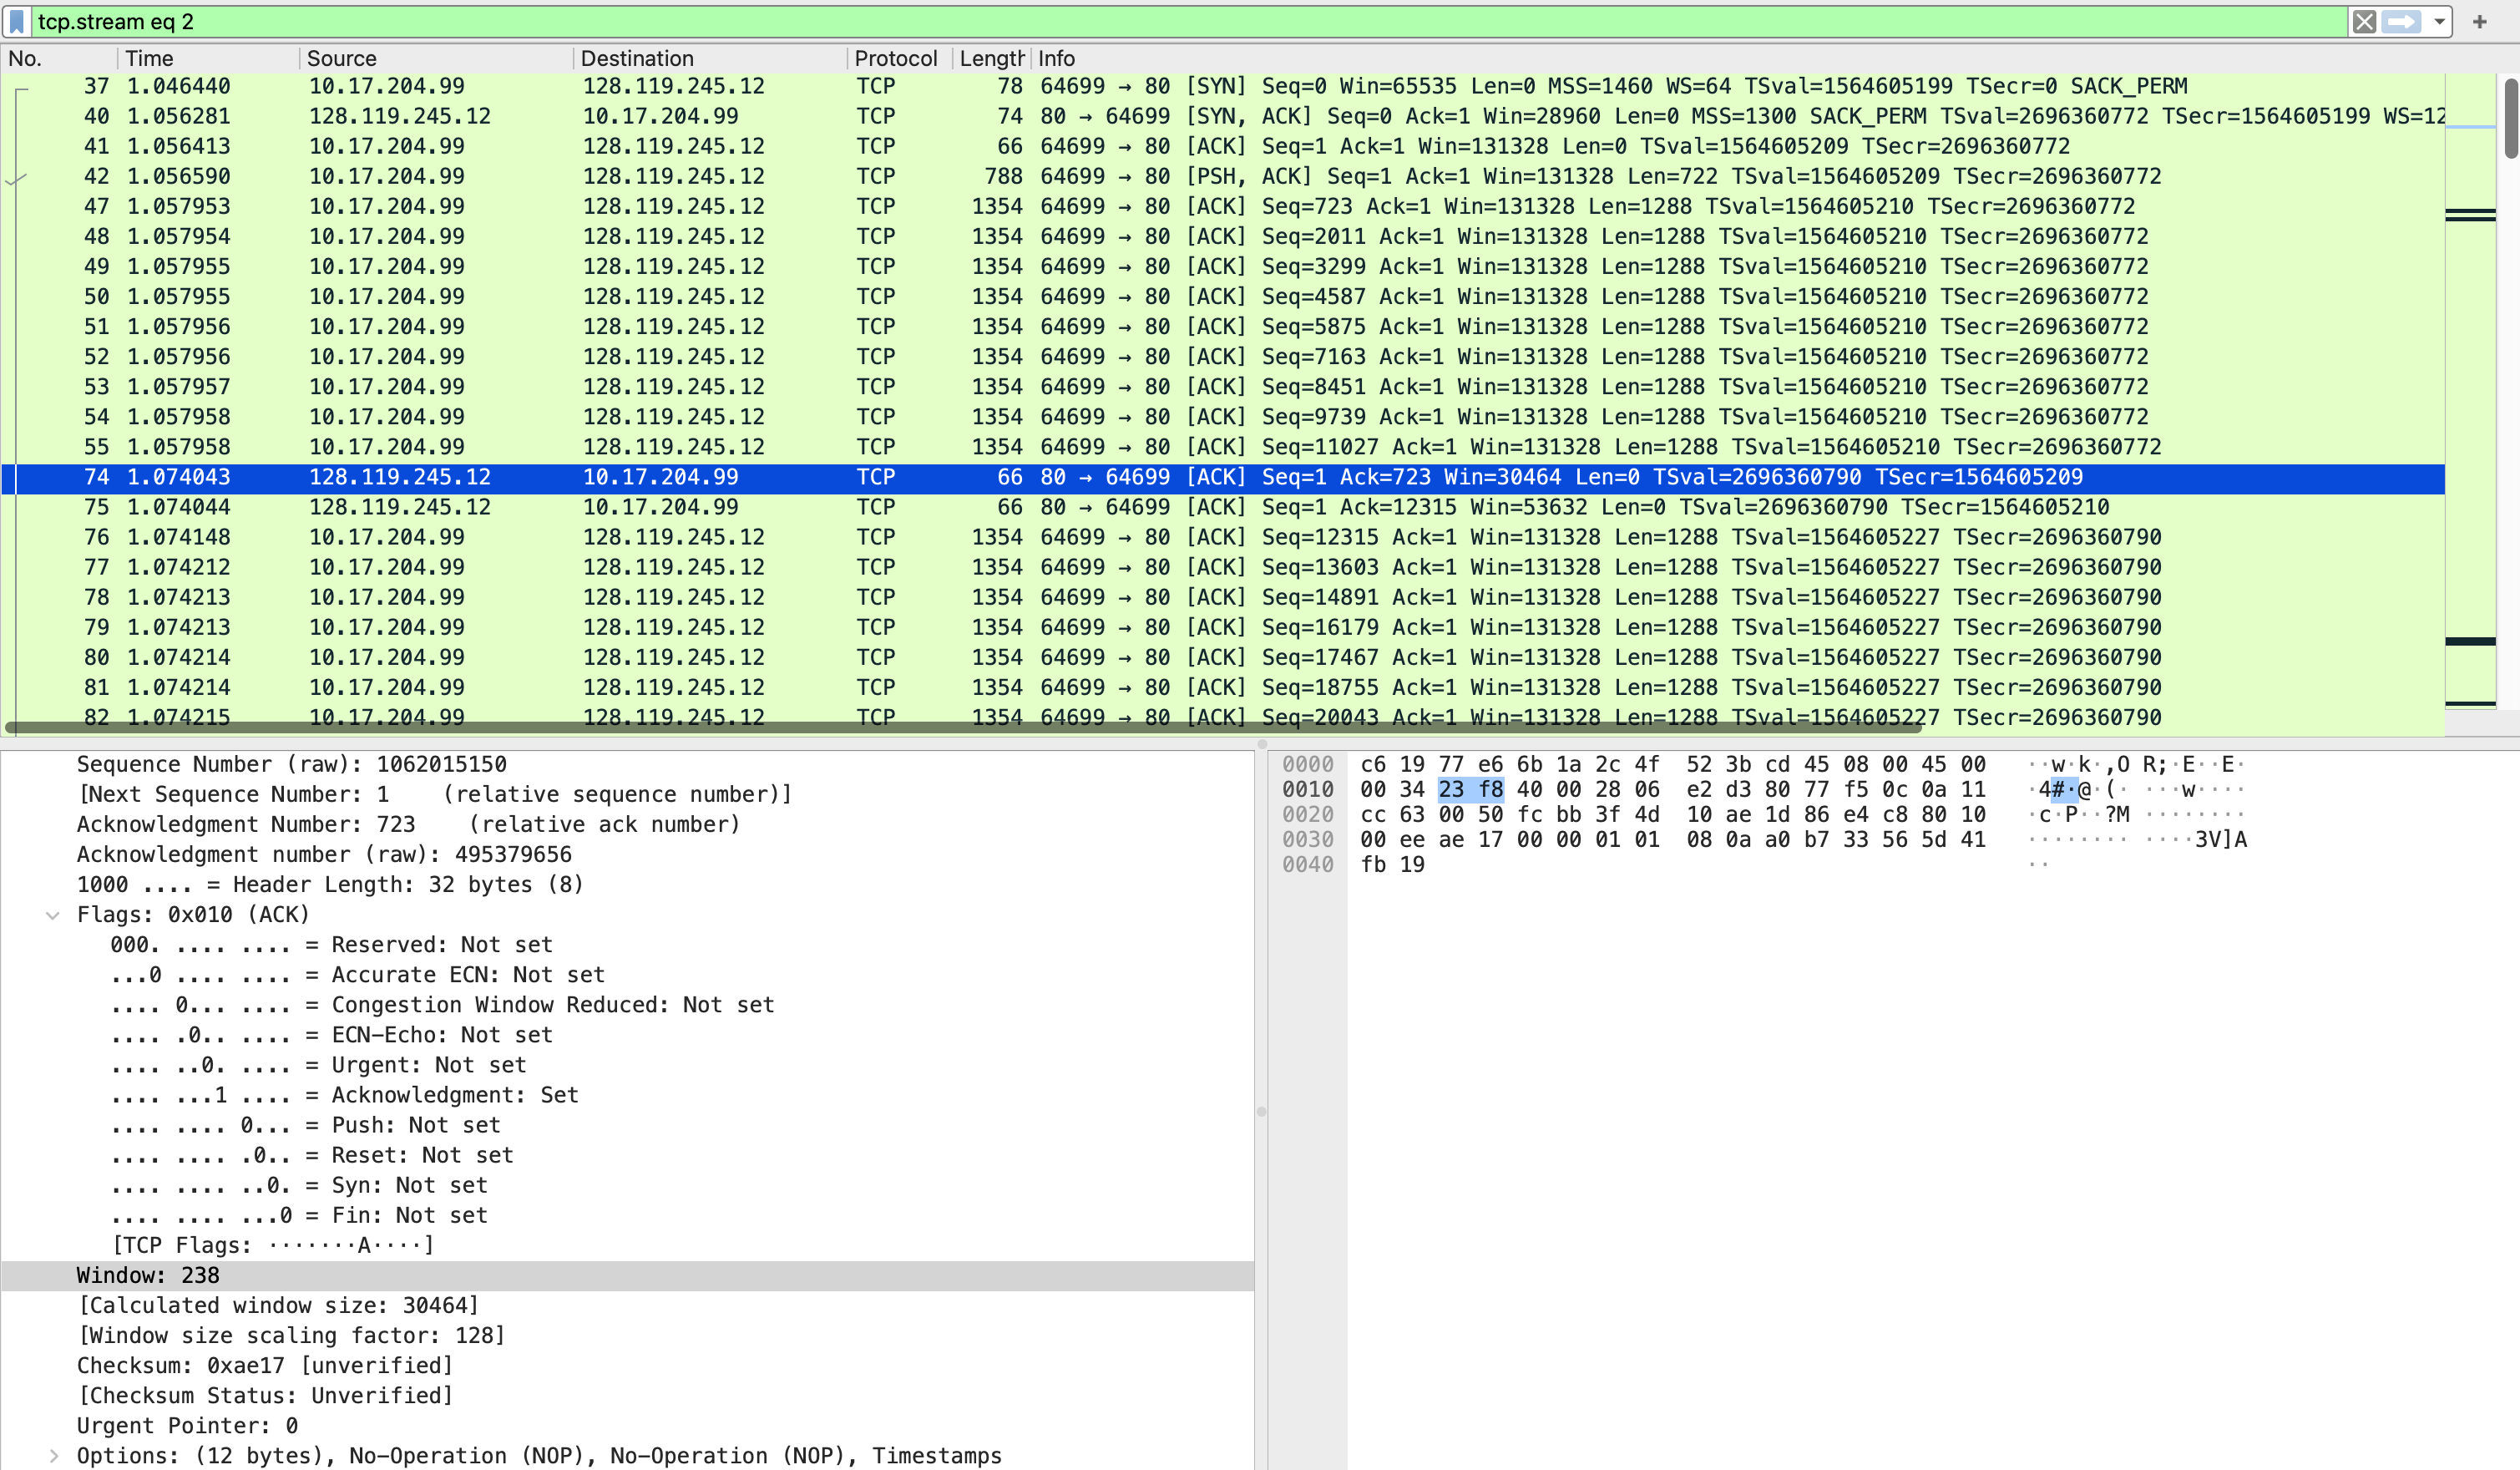 tcp.stream eq 2
No. Time Source Destination Protocol Length Info
37 1.046440 10.17.204.99 128.119.245.12 TCP 78 64699 → 80 [SYN] Seq=0 Win=65535 Len=0 MSS=1460 WS=64 TSval=1564605199 TSecr=0 SACK_PERM
40 1.056281 128.119.245.12 10.17.204.99 TCP 74 80 → 64699 [SYN, ACK] Seq=0 Ack=1 Win=28960 Len=0 MSS=1300 SACK_PERM TSval=2696360772 TSecr=1564605199 WS=12
41 1.056413 10.17.204.99 128.119.245.12 TCP 66 64699 → 80 [ACK] Seq=1 Ack=1 Win=131328 Len=0 TSval=1564605209 TSecr=2696360772
42 1.056590 10.17.204.99 128.119.245.12 TCP 788 64699 → 80 [PSH, ACK] Seq=1 Ack=1 Win=131328 Len=722 TSval=1564605209 TSecr=2696360772
47 1.057953 10.17.204.99 128.119.245.12 TCP 1354 64699 → 80 [ACK] Seq=723 Ack=1 Win=131328 Len=1288 TSval=1564605210 TSecr=2696360772
48 1.057954 10.17.204.99 128.119.245.12 TCP 1354 64699 → 80 [ACK] Seq=2011 Ack=1 Win=131328 Len=1288 TSval=1564605210 TSecr=2696360772
49 1.057955 10.17.204.99 128.119.245.12 TCP 1354 64699 → 80 [ACK] Seq=3299 Ack=1 Win=131328 Len=1288 TSval=1564605210 TSecr=2696360772
50 1.057955 10.17.204.99 128.119.245.12 TCP 1354 64699 → 80 [ACK] Seq=4587 Ack=1 Win=131328 Len=1288 TSval=1564605210 TSecr=2696360772
51 1.057956 10.17.204.99 128.119.245.12 TCP 1354 64699 → 80 [ACK] Seq=5875 Ack=1 Win=131328 Len=1288 TSval=1564605210 TSecr=2696360772
52 1.057956 10.17.204.99 128.119.245.12 TCP 1354 64699 → 80 [ACK] Seq=7163 Ack=1 Win=131328 Len=1288 TSval=1564605210 TSecr=2696360772
53 1.057957 10.17.204.99 128.119.245.12 TCP 1354 64699 → 80 [ACK] Seq=8451 Ack=1 Win=131328 Len=1288 TSval=1564605210 TSecr=2696360772
54 1.057958 10.17.204.99 128.119.245.12 TCP 1354 64699 → 80 [ACK] Seq=9739 Ack=1 Win=131328 Len=1288 TSval=1564605210 TSecr=2696360772
55 1.057958 10.17.204.99 128.119.245.12 TCP 1354 64699 → 80 [ACK] Seq=11027 Ack=1 Win=131328 Len=1288 TSval=1564605210 TSecr=2696360772
74 1.074043 128.119.245.12 10.17.204.99 TCP 66 80 → 64699 [ACK] Seq=1 Ack=723 Win=30464 Len=0 TSval=2696360790 TSecr=1564605209
75 1.074044 128.119.245.12 10.17.204.99 TCP 66 80 → 64699 [ACK] Seq=1 Ack=12315 Win=53632 Len=0 TSval=2696360790 TSecr=1564605210
76 1.074148 10.17.204.99 128.119.245.12 TCP 1354 64699 → 80 [ACK] Seq=12315 Ack=1 Win=131328 Len=1288 TSval=1564605227 TSecr=2696360790
77 1.074212 10.17.204.99 128.119.245.12 TCP 1354 64699 → 80 [ACK] Seq=13603 Ack=1 Win=131328 Len=1288 TSval=1564605227 TSecr=2696360790
78 1.074213 10.17.204.99 128.119.245.12 TCP 1354 64699 → 80 [ACK] Seq=14891 Ack=1 Win=131328 Len=1288 TSval=1564605227 TSecr=2696360790
79 1.074213 10.17.204.99 128.119.245.12 TCP 1354 64699 → 80 [ACK] Seq=16179 Ack=1 Win=131328 Len=1288 TSval=1564605227 TSecr=2696360790
80 1.074214 10.17.204.99 128.119.245.12 TCP 1354 64699 → 80 [ACK] Seq=17467 Ack=1 Win=131328 Len=1288 TSval=1564605227 TSecr=2696360790
81 1.074214 10.17.204.99 128.119.245.12 TCP 1354 64699 → 80 [ACK] Seq=18755 Ack=1 Win=131328 Len=1288 TSval=1564605227 TSecr=2696360790
82 1.074215 10.17.204.99 128.119.245.12 TCP 1354 64699 → 80 [ACK] Seq=20043 Ack=1 Win=131328 Len=1288 TSval=1564605227 TSecr=2696360790
Sequence Number (raw): 1062015150
[Next Sequence Number: 1 (relative sequence number)]
Acknowledgment Number: 723 (relative ack number)
Acknowledgment number (raw): 495379656
1000 .... = Header Length: 32 bytes (8)
Flags: 0x010 (ACK)
000. .... .... = Reserved: Not set
...0 .... .... = Accurate ECN: Not set
.... 0... .... = Congestion Window Reduced: Not set
.... .0.. .... = ECN-Echo: Not set
.... ..0. .... = Urgent: Not set
.... ...1 .... = Acknowledgment: Set
.... .... 0... = Push: Not set
.... .... .0.. = Reset: Not set
.... .... ..0. = Syn: Not set
.... .... ...0 = Fin: Not set
[TCP Flags: ·······A····]
Window: 238
[Calculated window size: 30464]
[Window size scaling factor: 128]
Checksum: 0xae17 [unverified]
[Checksum Status: Unverified]
Urgent Pointer: 0
Options: (12 bytes), No-Operation (NOP), No-Operation (NOP), Timestamps
0000 c6 19 77 e6 6b 1a 2c 4f 52 3b cd 45 08 00 45 00 ··w·k·,O R;·E··E·
0010 00 34 23 f8 40 00 28 06 e2 d3 80 77 f5 0c 0a 11 ·4#·@·(· ···w····
0020 cc 63 00 50 fc bb 3f 4d 10 ae 1d 86 e4 c8 80 10 ·c·P··?M ········
0030 00 ee ae 17 00 00 01 01 08 0a a0 b7 33 56 5d 41 ········ ····3V]A
0040 fb 19 ··